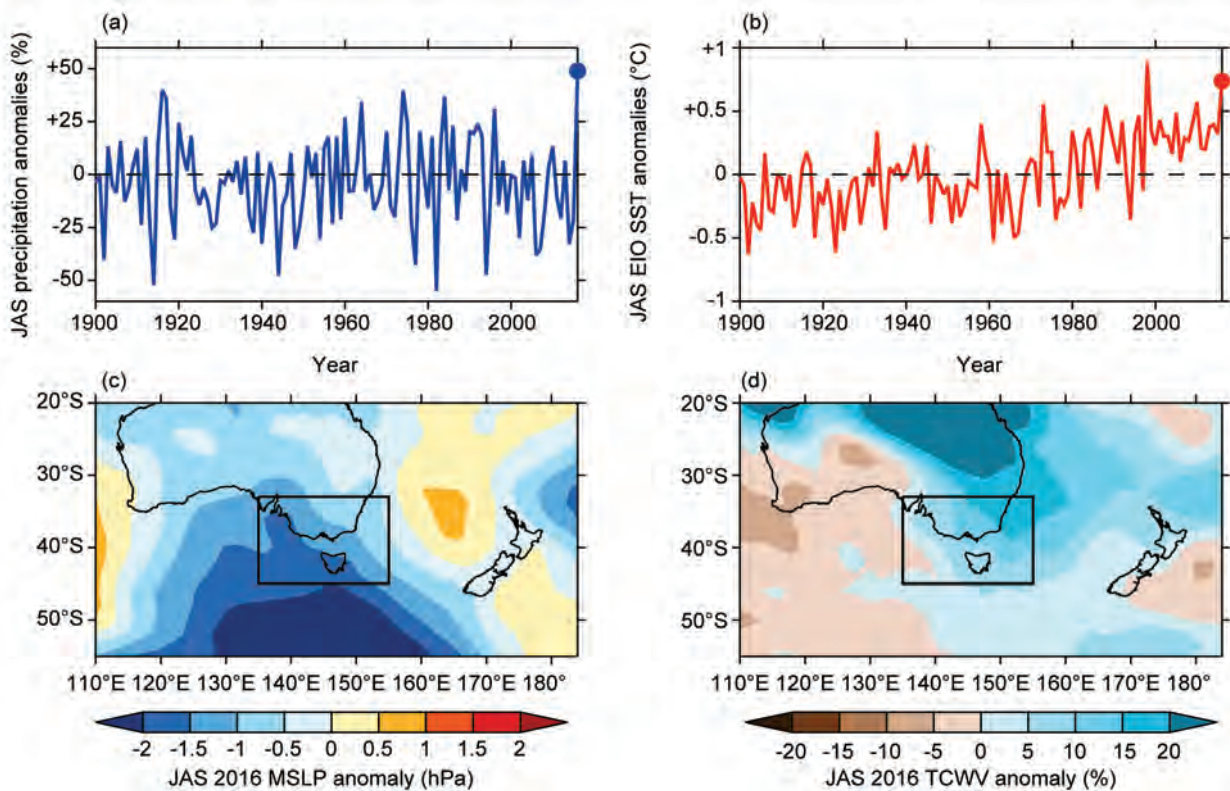 (a)
JAS precipitation anomalies (%)
+50
+25
0
-25
-50
1900 1920 1940 1960 1980 2000
Year
(b)
JAS EIO SST anomalies (°C)
+1
+0.5
0
-0.5
-1
1900 1920 1940 1960 1980 2000
Year
(c)
20°S
30°S
40°S
50°S
110°E 120°E 130°E 140°E 150°E 160°E 170°E 180°
-2 -1.5 -1 -0.5 0 0.5 1 1.5 2
JAS 2016 MSLP anomaly (hPa)
(d)
20°S
30°S
40°S
50°S
110°E 120°E 130°E 140°E 150°E 160°E 170°E 180°
-20 -15 -10 -5 0 5 10 15 20
JAS 2016 TCWV anomaly (%)